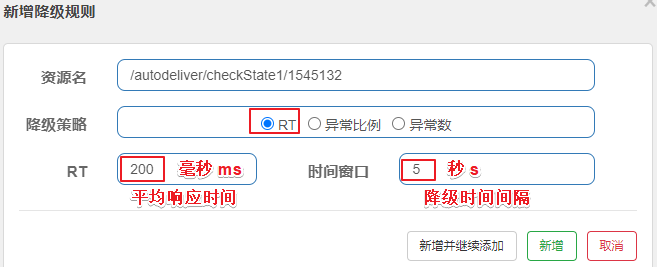 新增降级规则
资源名 /autodeliver/checkState1/1545132
降级策略 RT 异常比例 异常数
RT 200 毫秒 ms 时间窗口 5 秒 s
平均响应时间 降级时间间隔
新增并继续添加 新增 取消